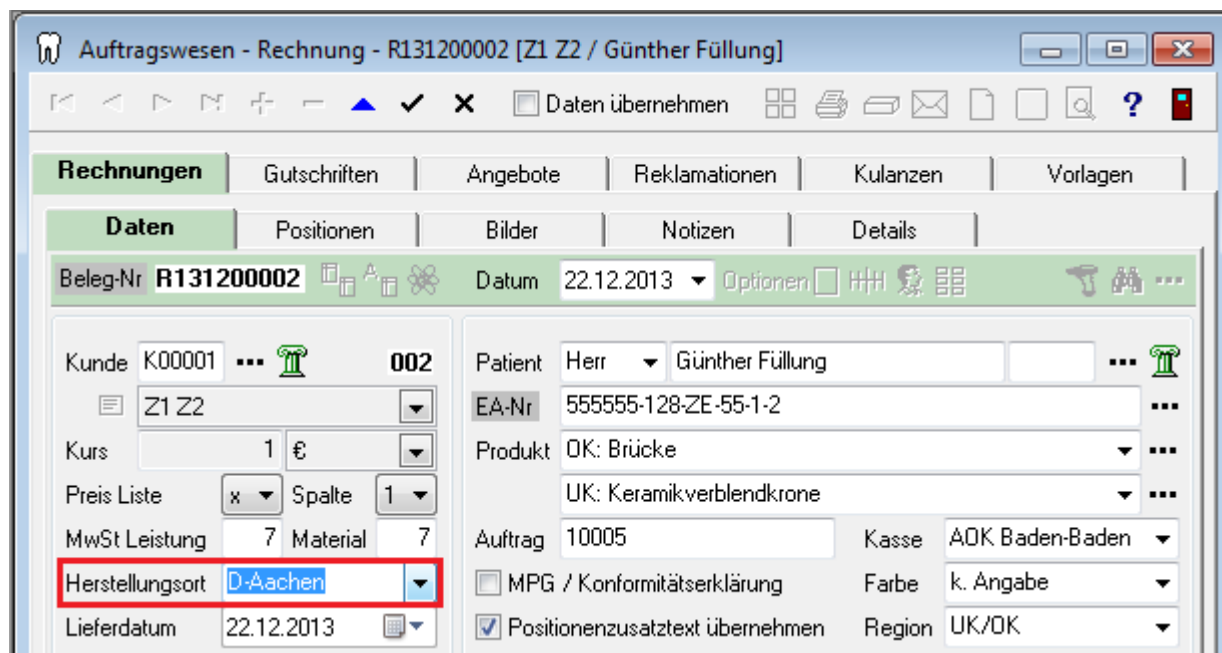 Auftragswesen - Rechnung - R131200002 [Z1 Z2 / Günther Füllung]
Daten übernehmen ?
Rechnungen Gutschriften Angebote Reklamationen Kulanzen Vorlagen
Daten Positionen Bilder Notizen Details
Beleg-Nr R131200002 A Datum 22.12.2013 Optionen
Kunde K00001 002 Patient Herr Günther Füllung
Z1 Z2 EA-Nr 555555-128-ZE-55-1-2
Kurs 1 € Produkt OK: Brücke
Preis Liste x Spalte 1 UK: Keramikverblendkrone
MwSt Leistung 7 Material 7 Auftrag 10005 Kasse AOK Baden-Baden
Herstellungsort D-Aachen MPG / Konformitätserklärung Farbe k. Angabe
Lieferdatum 22.12.2013 Positionenzusatztext übernehmen Region UK/OK